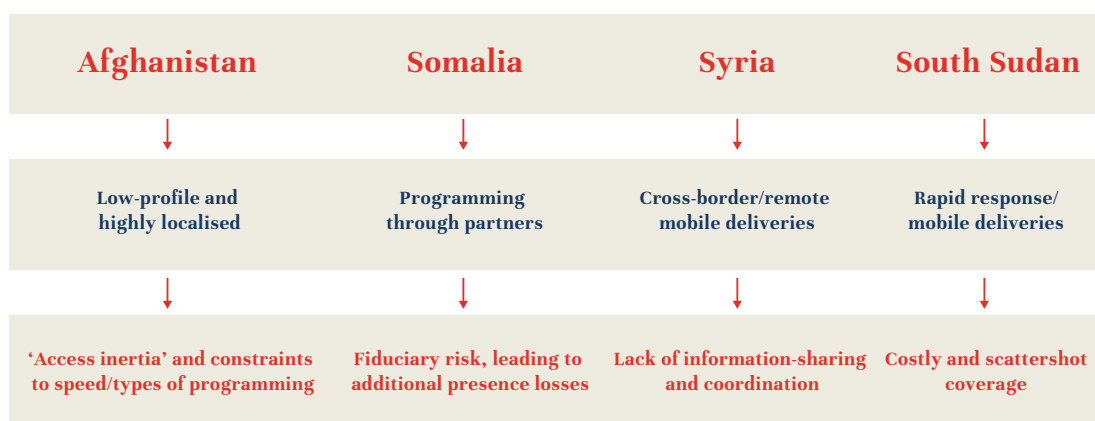 Afghanistan
Somalia
Syria
South Sudan
Low-profile and
highly localised
Programming
through partners
Cross-border/remote
mobile deliveries
Rapid response/
mobile deliveries
‘Access inertia’ and constraints
to speed/types of programming
Fiduciary risk, leading to
additional presence losses
Lack of information-sharing
and coordination
Costly and scattershot
coverage